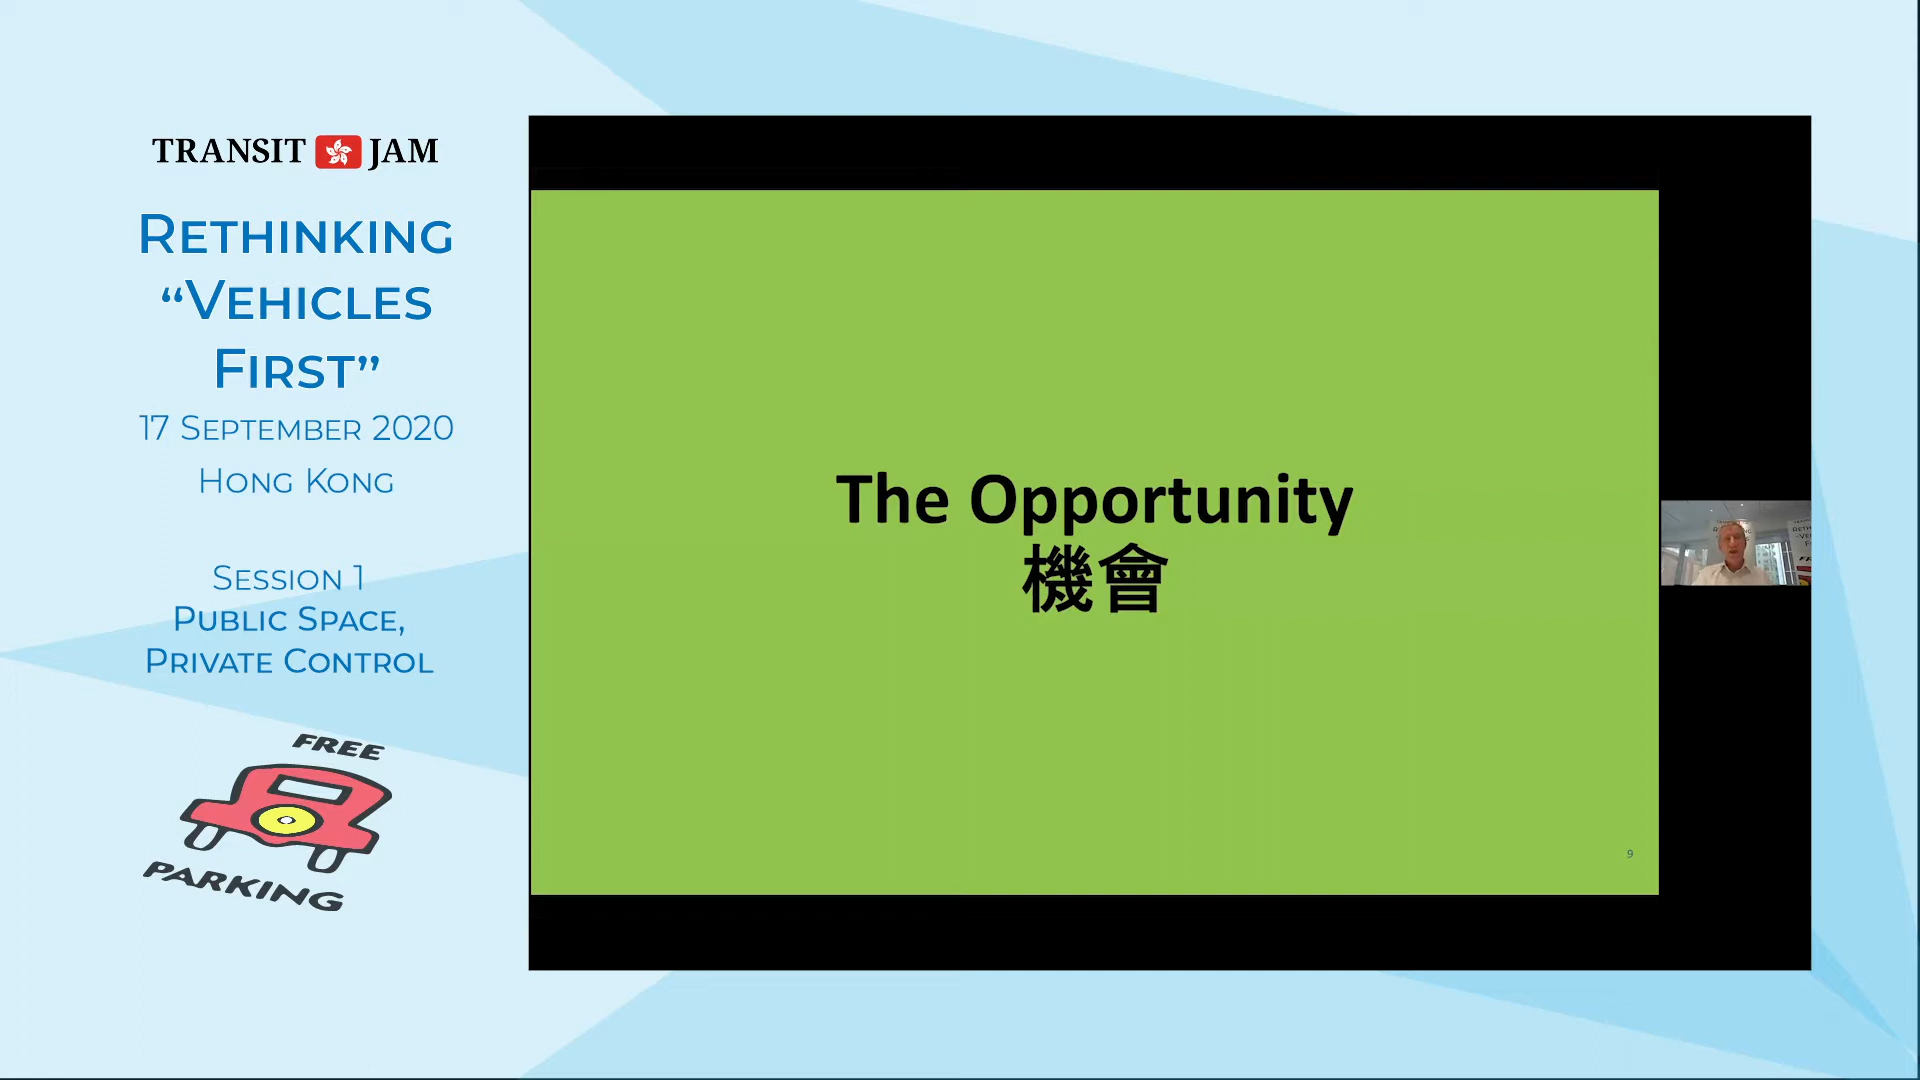 TRANSIT JAM
RETHINKING
“VEHICLES
FIRST”
17 SEPTEMBER 2020
HONG KONG
SESSION 1
PUBLIC SPACE,
PRIVATE CONTROL
FREE
PARKING
The Opportunity
機會
9